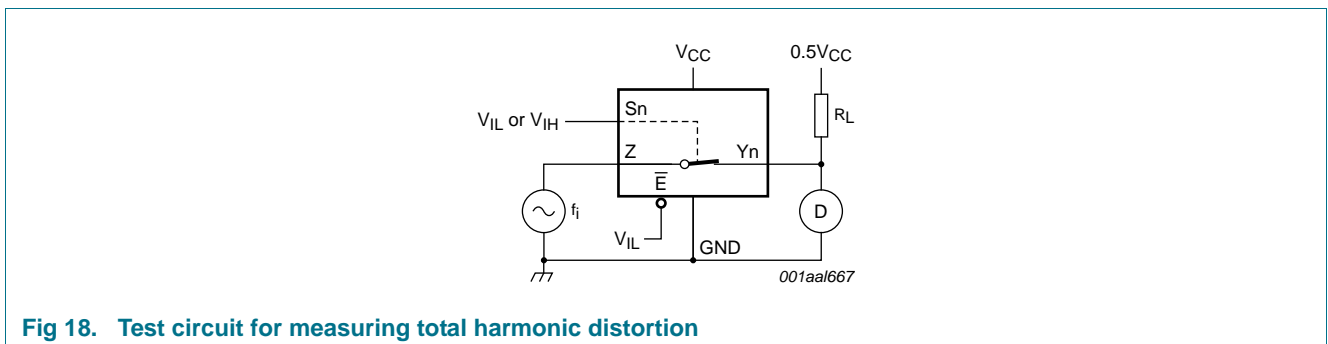 VCC
0.5VCC
Sn
VIL or VIH
RL
Z
Yn
E
fi
D
VIL
GND
001aal667
Fig 18. Test circuit for measuring total harmonic distortion